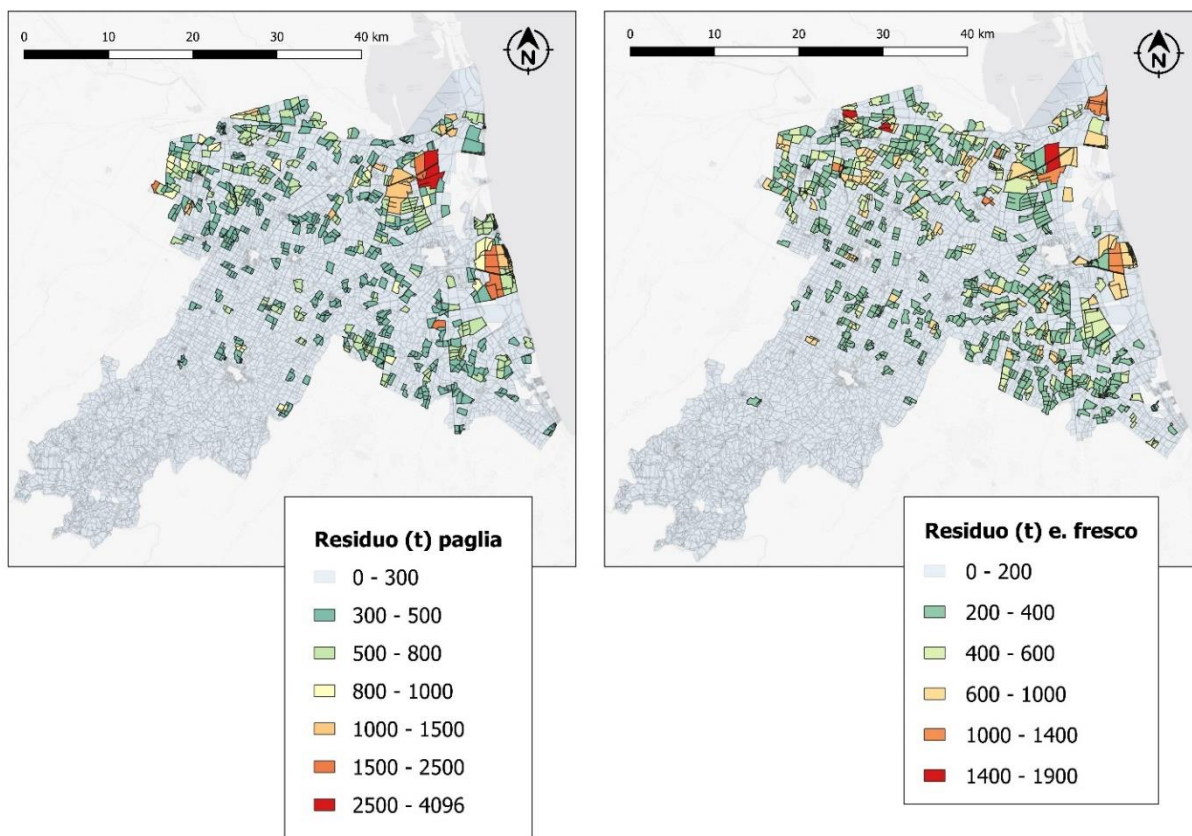 0 10 20 30 40 km
N
Residuo (t) paglia
0 - 300
300 - 500
500 - 800
800 - 1000
1000 - 1500
1500 - 2500
2500 - 4096
0 10 20 30 40 km
N
Residuo (t) e. fresco
0 - 200
200 - 400
400 - 600
600 - 1000
1000 - 1400
1400 - 1900